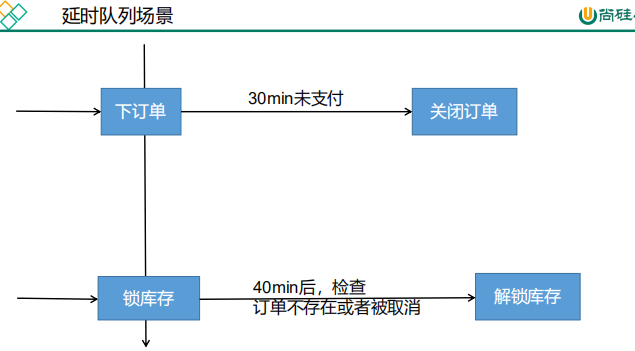 延时队列场景
尚硅
下订单
30min未支付
关闭订单
锁库存
40min后，检查
订单不存在或者被取消
解锁库存